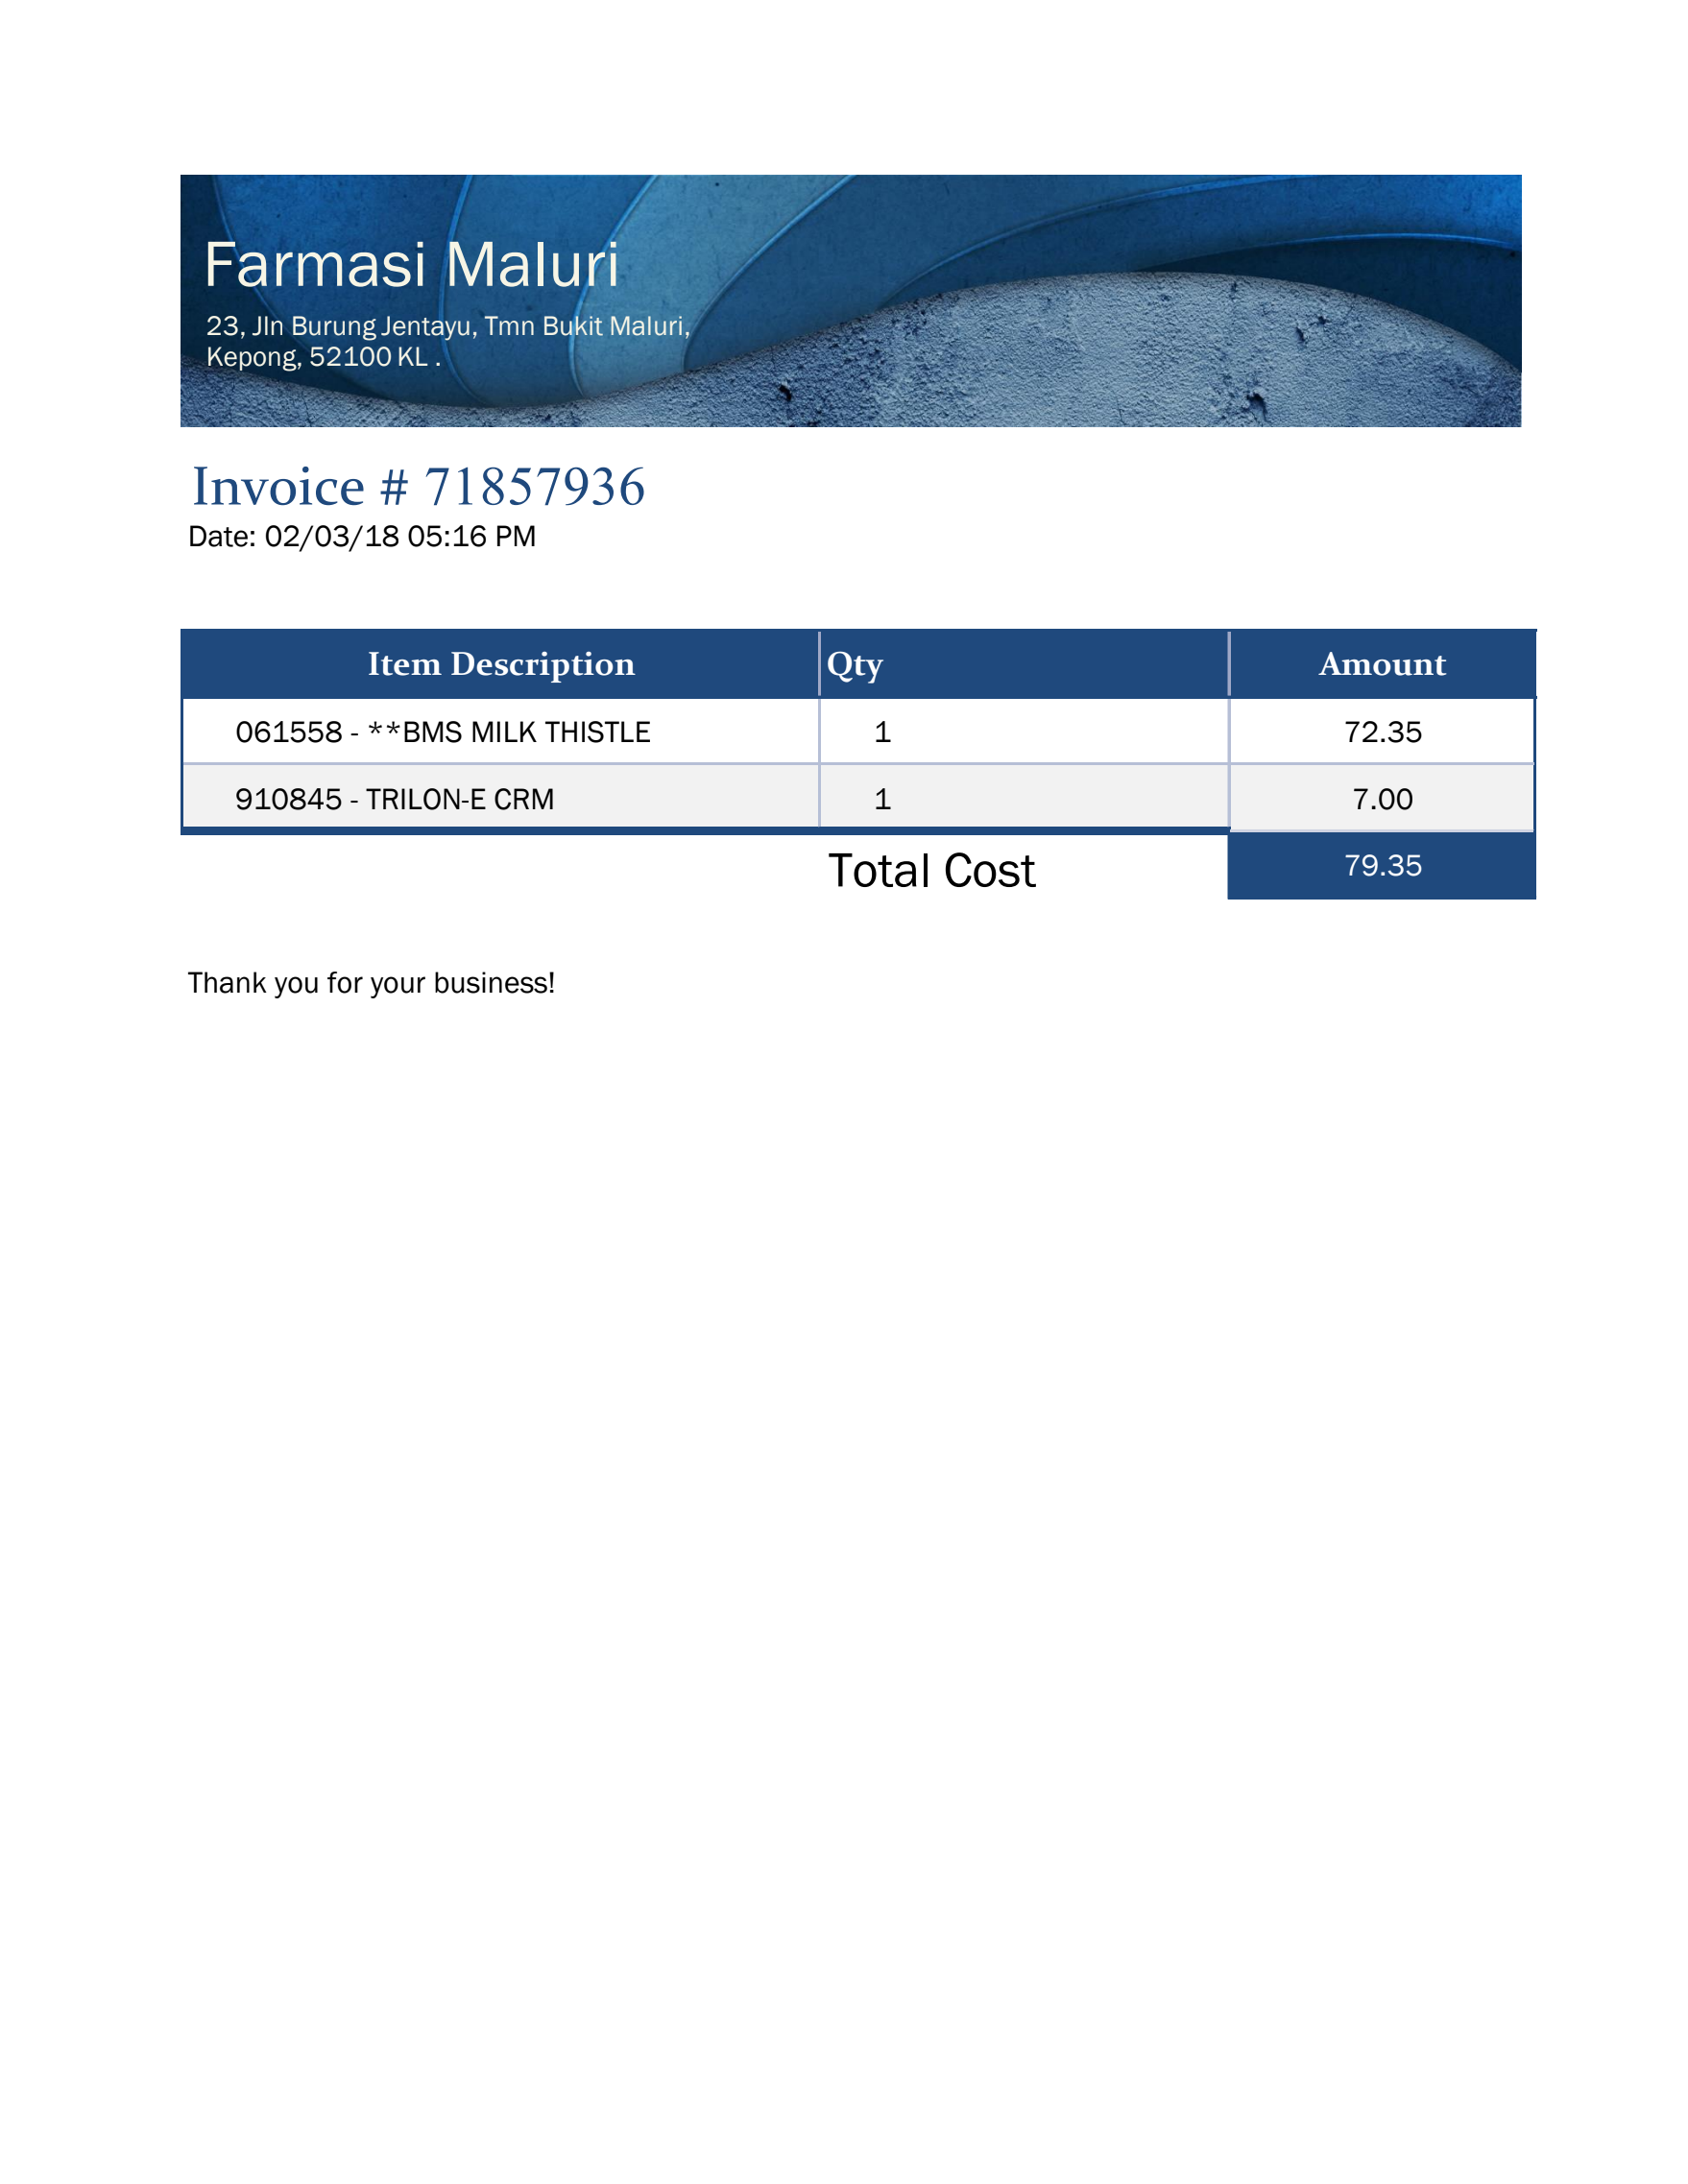 Farmasi Maluri
23, Jln Burung Jentayu, Tmn Bukit Maluri,
Kepong, 52100 KL .
Invoice # 71857936
Date: 02/03/18 05:16 PM
Item Description Qty Amount
061558 - **BMS MILK THISTLE 1 72.35
910845 - TRILON-E CRM 1 7.00
Total Cost 79.35
Thank you for your business!